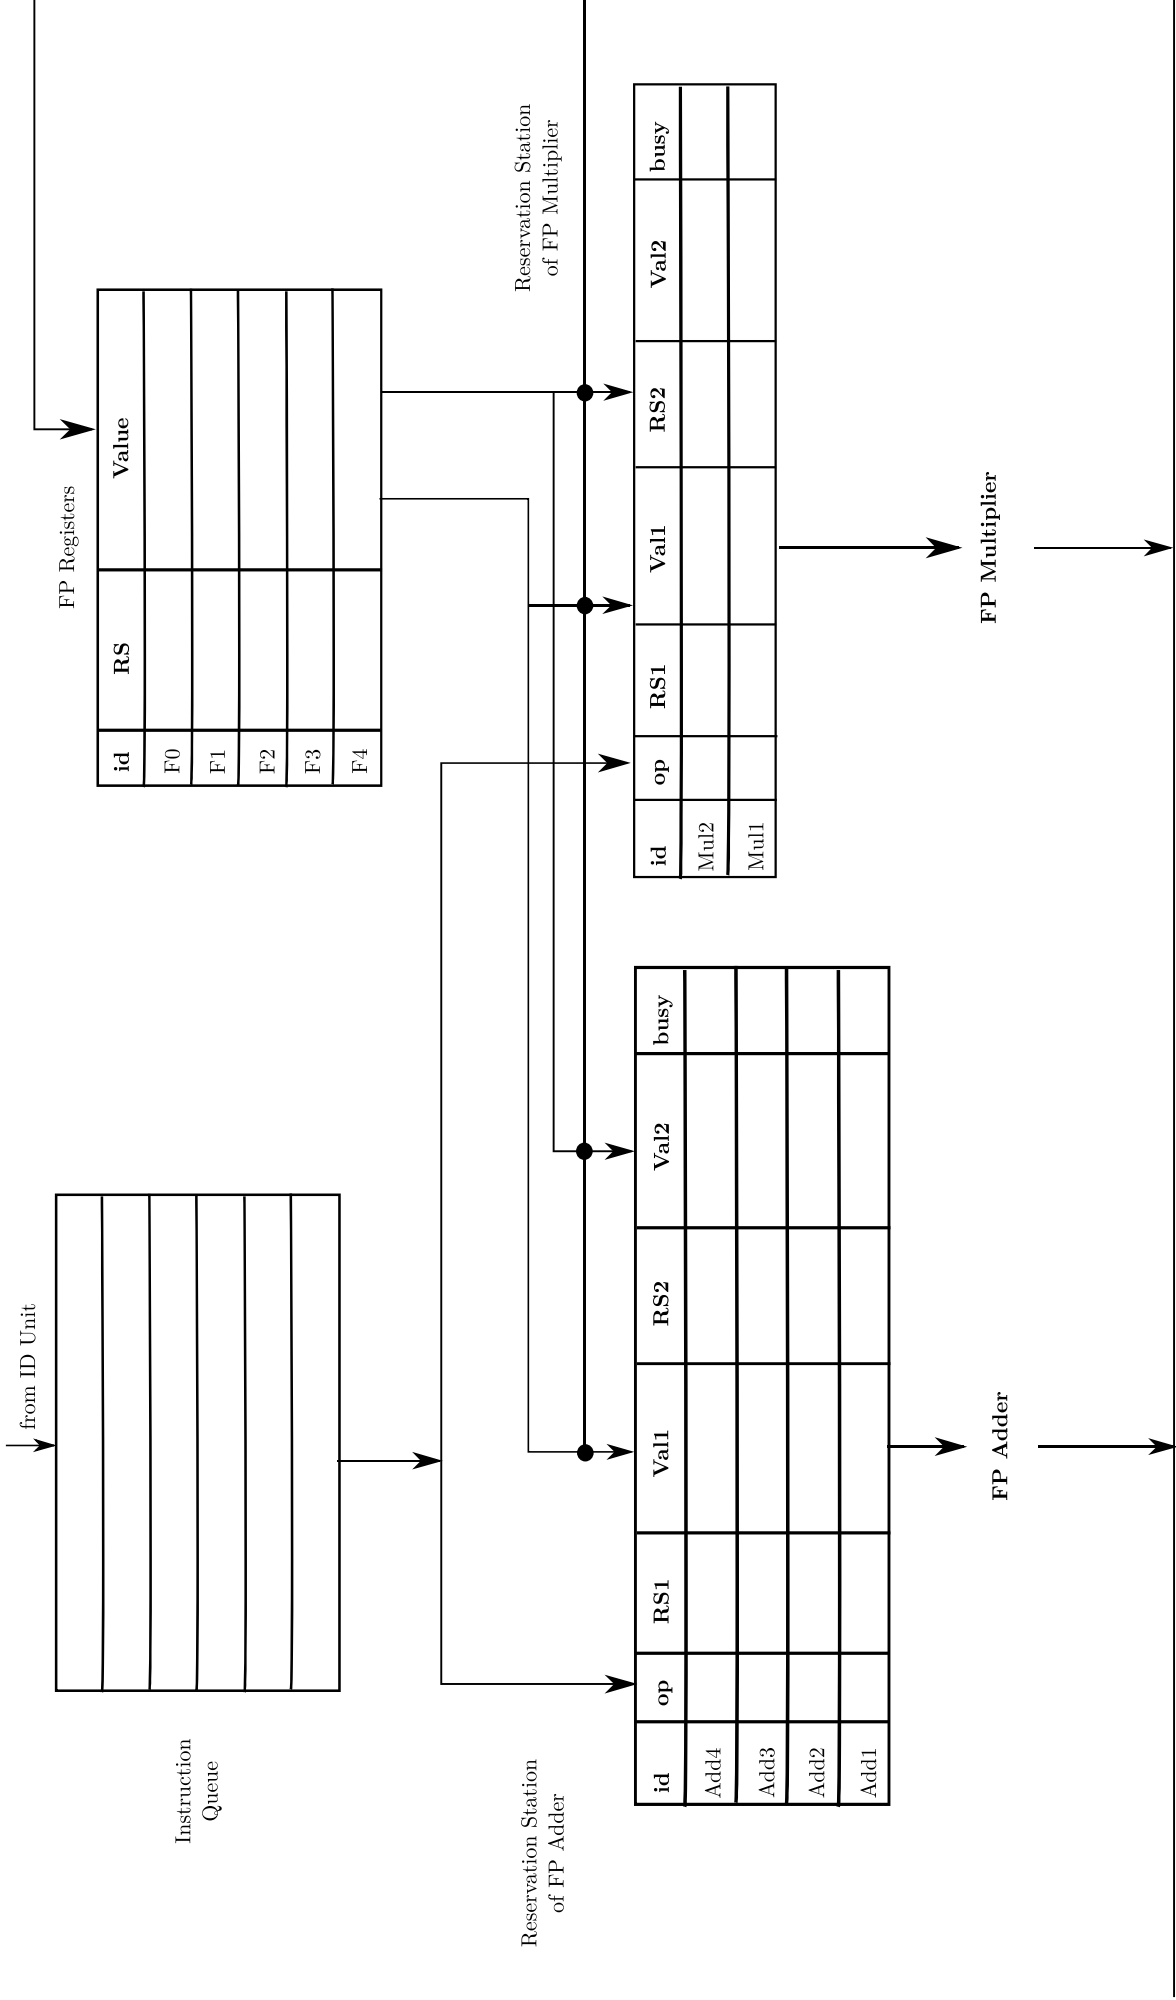 from ID Unit
Instruction
Queue
FP Registers
id RS Value
F0
F1
F2
F3
F4
Reservation Station
of FP Adder
id op RS1 Val1 RS2 Val2 busy
Add4
Add3
Add2
Add1
Reservation Station
of FP Multiplier
id op RS1 Val1 RS2 Val2 busy
Mul2
Mul1
FP Adder
FP Multiplier